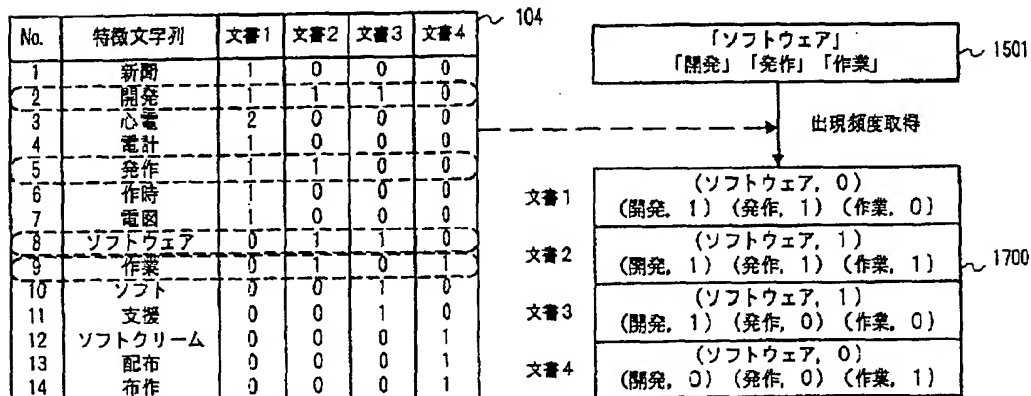 104
No. 特徴文字列 文書1 文書2 文書3 文書4
1 新聞 1 0 0 0
2 開発 1 1 1 0
3 心電 2 0 0 0
4 電計 1 0 0 0
5 発作 1 1 0 0
6 作時 1 0 0 0
7 電図 1 0 0 0
8 ソフトウェア 0 1 1 0
9 作業 0 1 0 1
10 ソフト 0 0 1 0
11 支援 0 0 1 0
12 ソフトクリーム 0 0 0 1
13 配布 0 0 0 1
14 布作 0 0 0 1
「ソフトウェア」
「開発」「発作」「作業」
1501
出現頻度取得
文書1
(ソフトウェア, 0)
(開発, 1) (発作, 1) (作業, 0)
文書2
(ソフトウェア, 1)
(開発, 1) (発作, 1) (作業, 1)
1700
文書3
(ソフトウェア, 1)
(開発, 1) (発作, 0) (作業, 0)
文書4
(ソフトウェア, 0)
(開発, 0) (発作, 0) (作業, 1)